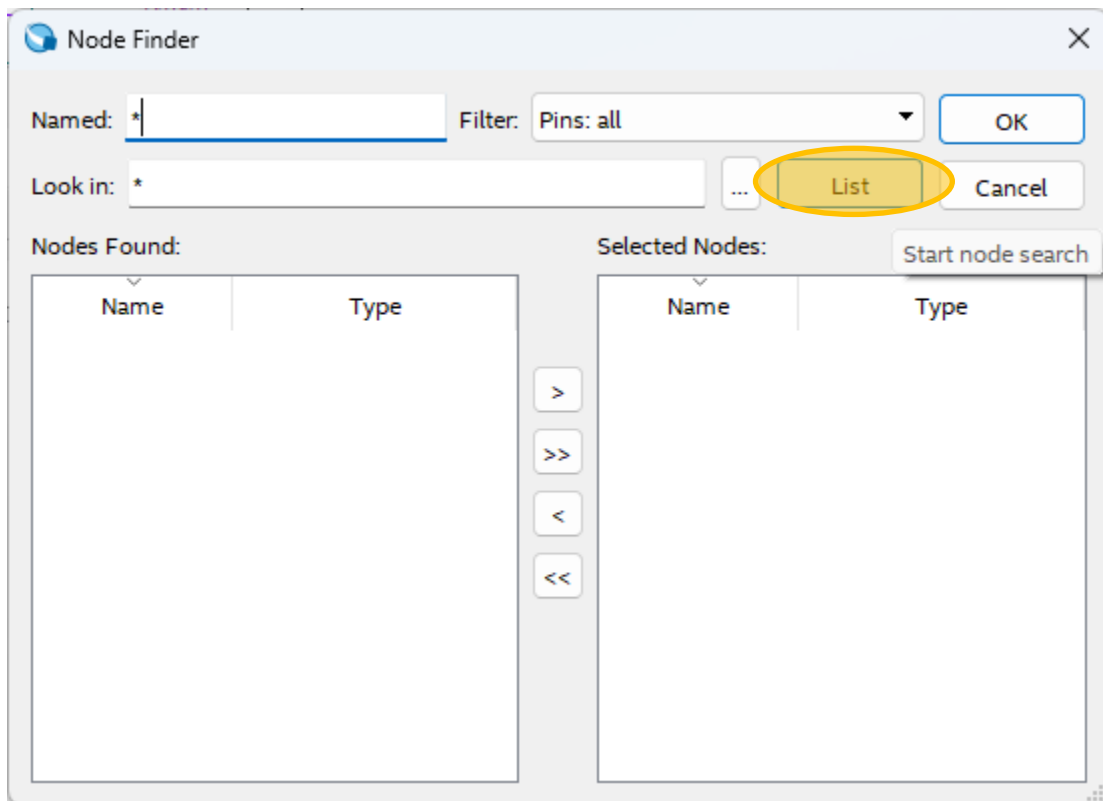 Node Finder
Named: * Filter: Pins: all OK
Look in: * ... List Cancel
Nodes Found: Selected Nodes: Start node search
Name Type Name Type
>
>>
<
<<